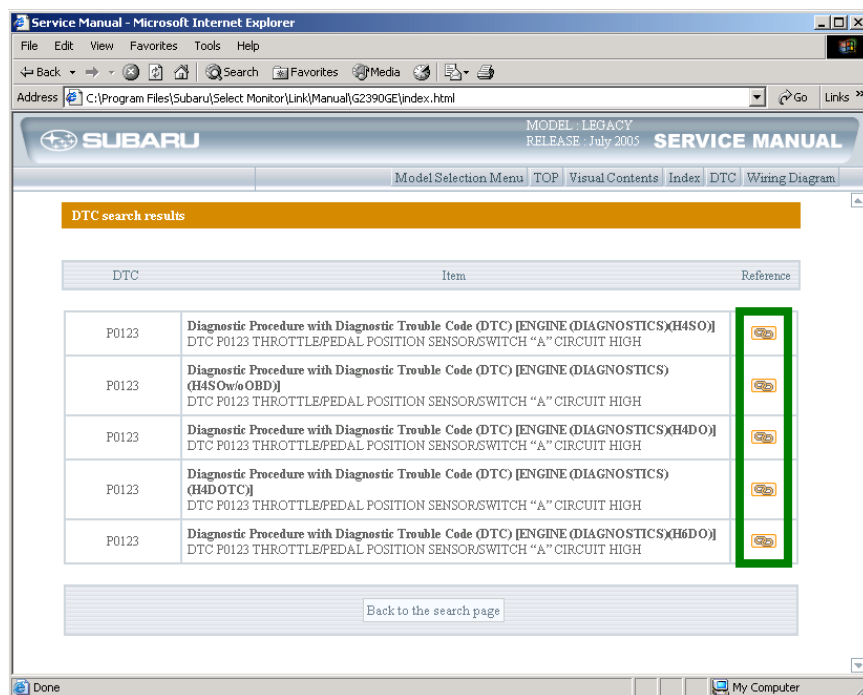 Service Manual - Microsoft Internet Explorer
File Edit View Favorites Tools Help
Back Search Favorites Media
Address C:\Program Files\Subaru\Select Monitor\Link\Manual\G2390GE\index.html Go Links »
SUBARU
MODEL : LEGACY
RELEASE : July 2005 SERVICE MANUAL
Model Selection Menu TOP Visual Contents Index DTC Wiring Diagram
DTC search results
DTC Item Reference
P0123
Diagnostic Procedure with Diagnostic Trouble Code (DTC) [ENGINE (DIAGNOSTICS)(H4SO)]
DTC P0123 THROTTLE/PEDAL POSITION SENSOR/SWITCH “A” CIRCUIT HIGH
P0123
Diagnostic Procedure with Diagnostic Trouble Code (DTC) [ENGINE (DIAGNOSTICS)
(H4SOw/oOBD)]
DTC P0123 THROTTLE/PEDAL POSITION SENSOR/SWITCH “A” CIRCUIT HIGH
P0123
Diagnostic Procedure with Diagnostic Trouble Code (DTC) [ENGINE (DIAGNOSTICS)(H4DO)]
DTC P0123 THROTTLE/PEDAL POSITION SENSOR/SWITCH “A” CIRCUIT HIGH
P0123
Diagnostic Procedure with Diagnostic Trouble Code (DTC) [ENGINE (DIAGNOSTICS)
(H4DOTC)]
DTC P0123 THROTTLE/PEDAL POSITION SENSOR/SWITCH “A” CIRCUIT HIGH
P0123
Diagnostic Procedure with Diagnostic Trouble Code (DTC) [ENGINE (DIAGNOSTICS)(H6DO)]
DTC P0123 THROTTLE/PEDAL POSITION SENSOR/SWITCH “A” CIRCUIT HIGH
Back to the search page
Done My Computer